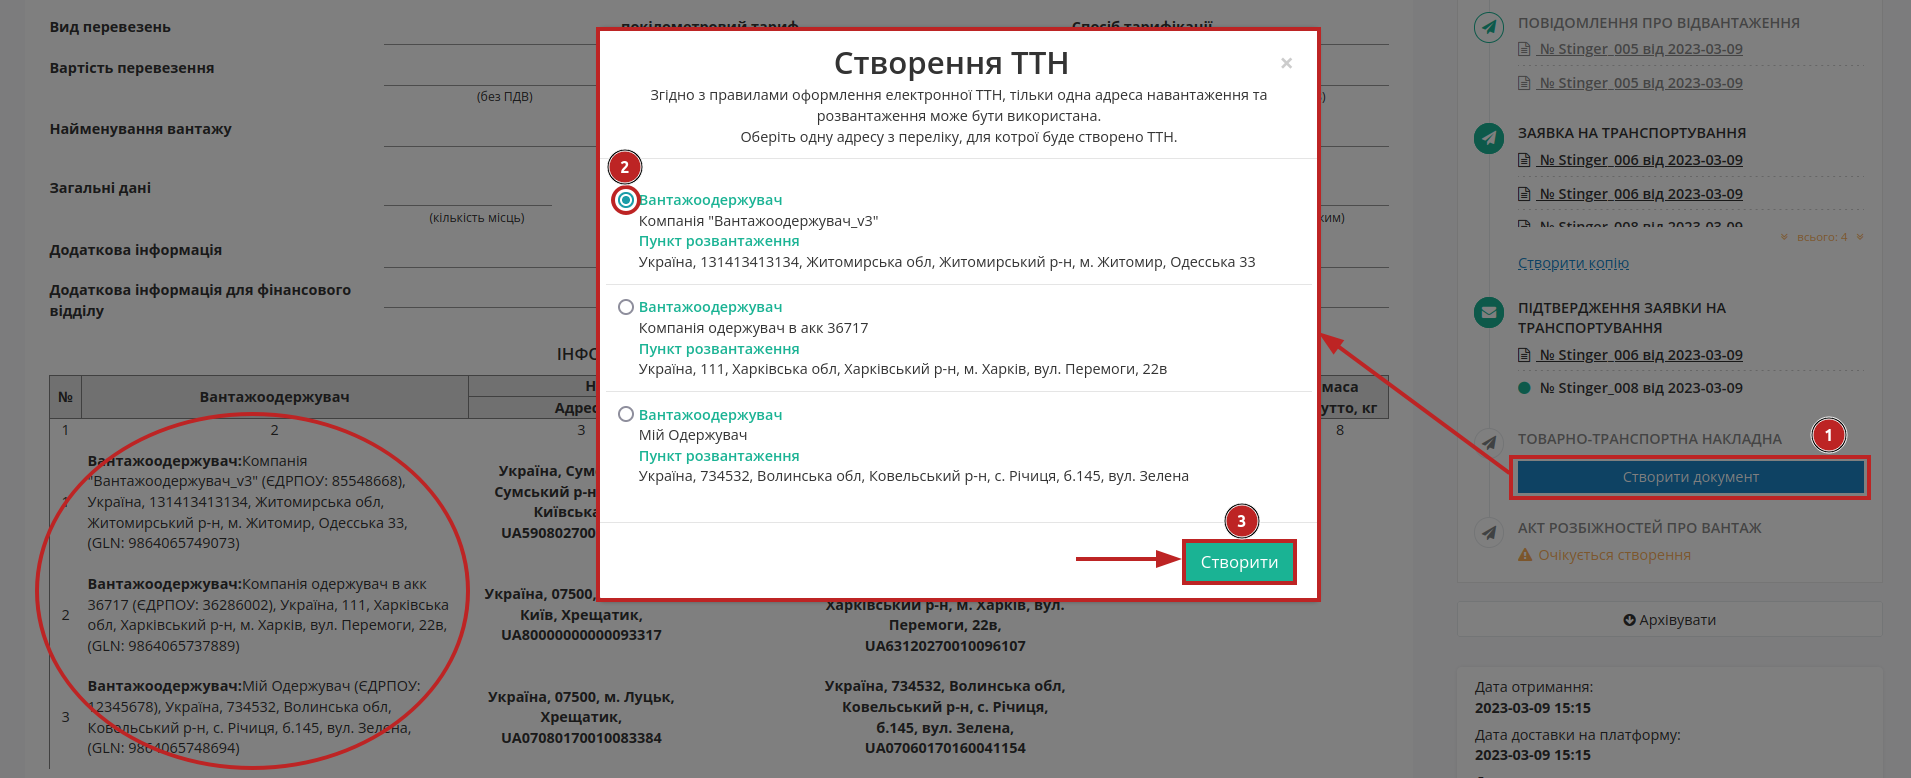 Вид перевезень
покілометровий тариф
Спосіб тарифікації
Вартість перевезення
(без ПДВ)
)
Найменування вантажу
Загальні дані
(кількість місць)
ким)
Додаткова інформація
Додаткова інформація для фінансового
відділу
ІНФО
№
Вантажоодержувач
Н
Адрес
маса
утто, кг
1
2
3
8
1
Вантажоодержувач:Компанія
"Вантажоодержувач_v3" (ЄДРПОУ: 85548668),
Україна, 131413413134, Житомирська обл,
Житомирський р-н, м. Житомир, Одесська 33,
(GLN: 9864065749073)
Україна, Сум
Сумський р-н
Київська
UA590802700
2
Вантажоодержувач:Компанія одержувач в акк
36717 (ЄДРПОУ: 36286002), Україна, 111, Харківська
обл, Харківський р-н, м. Харків, вул. Перемоги, 22в,
(GLN: 9864065737889)
Україна, 07500,
Київ, Хрещатик,
UA80000000000093317
Харківський р-н, м. Харків, вул.
Перемоги, 22в,
UA63120270010096107
3
Вантажоодержувач:Мій Одержувач (ЄДРПОУ:
12345678), Україна, 734532, Волинська обл,
Ковельський р-н, с. Річиця, б.145, вул. Зелена,
(GLN: 9864065748694)
Україна, 07500, м. Луцьк,
Хрещатик,
UA07080170010083384
Україна, 734532, Волинська обл,
Ковельський р-н, с. Річиця,
б.145, вул. Зелена,
UA07060170160041154
Створення ТТН
×
Згідно з правилами оформлення електронної ТТН, тільки одна адреса навантаження та
розвантаження може бути використана.
Оберіть одну адресу з переліку, для котрої буде створено ТТН.
2
Вантажоодержувач
Компанія "Вантажоодержувач_v3"
Пункт розвантаження
Україна, 131413413134, Житомирська обл, Житомирський р-н, м. Житомир, Одесська 33
Вантажоодержувач
Компанія одержувач в акк 36717
Пункт розвантаження
Україна, 111, Харківська обл, Харківський р-н, м. Харків, вул. Перемоги, 22в
Вантажоодержувач
Мій Одержувач
Пункт розвантаження
Україна, 734532, Волинська обл, Ковельський р-н, с. Річиця, б.145, вул. Зелена
3
Створити
ПОВІДОМЛЕННЯ ПРО ВІДВАНТАЖЕННЯ
№ Stinger_005 від 2023-03-09
№ Stinger_005 від 2023-03-09
ЗАЯВКА НА ТРАНСПОРТУВАННЯ
№ Stinger_006 від 2023-03-09
№ Stinger_006 від 2023-03-09
№ Stinger_008 від 2023-03-09
всього: 4
Створити копію
ПІДТВЕРДЖЕННЯ ЗАЯВКИ НА
ТРАНСПОРТУВАННЯ
№ Stinger_006 від 2023-03-09
№ Stinger_008 від 2023-03-09
ТОВАРНО-ТРАНСПОРТНА НАКЛАДНА
1
Створити документ
АКТ РОЗБІЖНОСТЕЙ ПРО ВАНТАЖ
Очікується створення
Архівувати
Дата отримання:
2023-03-09 15:15
Дата доставки на платформу:
2023-03-09 15:15